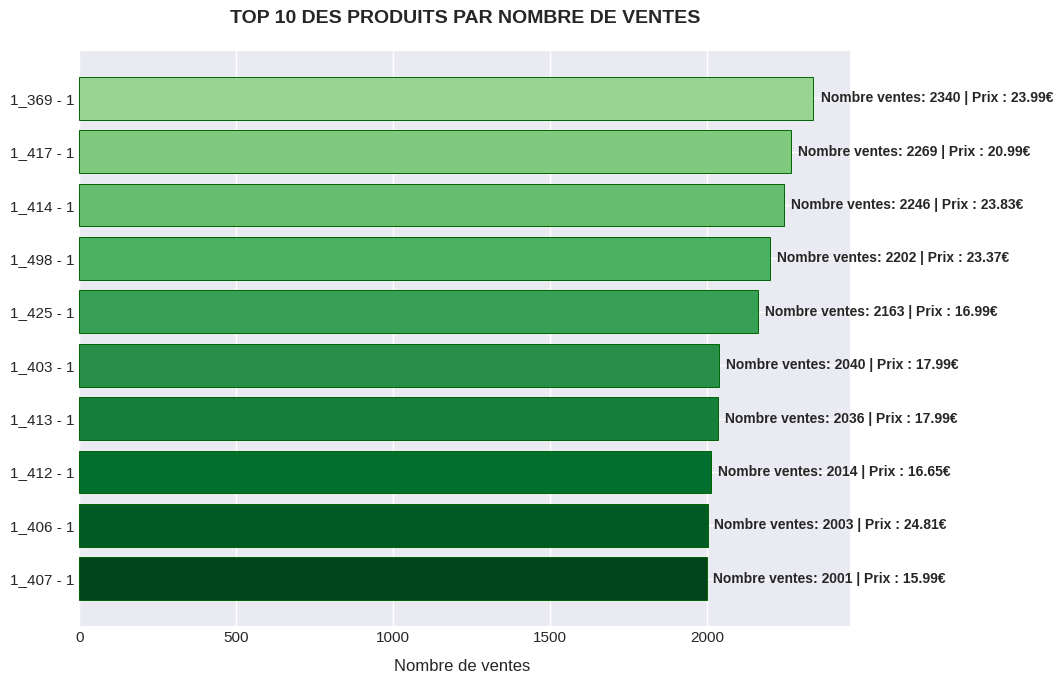 TOP 10 DES PRODUITS PAR NOMBRE DE VENTES
1_369 - 1 Nombre ventes: 2340 | Prix : 23.99€
1_417 - 1 Nombre ventes: 2269 | Prix : 20.99€
1_414 - 1 Nombre ventes: 2246 | Prix : 23.83€
1_498 - 1 Nombre ventes: 2202 | Prix : 23.37€
1_425 - 1 Nombre ventes: 2163 | Prix : 16.99€
1_403 - 1 Nombre ventes: 2040 | Prix : 17.99€
1_413 - 1 Nombre ventes: 2036 | Prix : 17.99€
1_412 - 1 Nombre ventes: 2014 | Prix : 16.65€
1_406 - 1 Nombre ventes: 2003 | Prix : 24.81€
1_407 - 1 Nombre ventes: 2001 | Prix : 15.99€
0 500 1000 1500 2000
Nombre de ventes